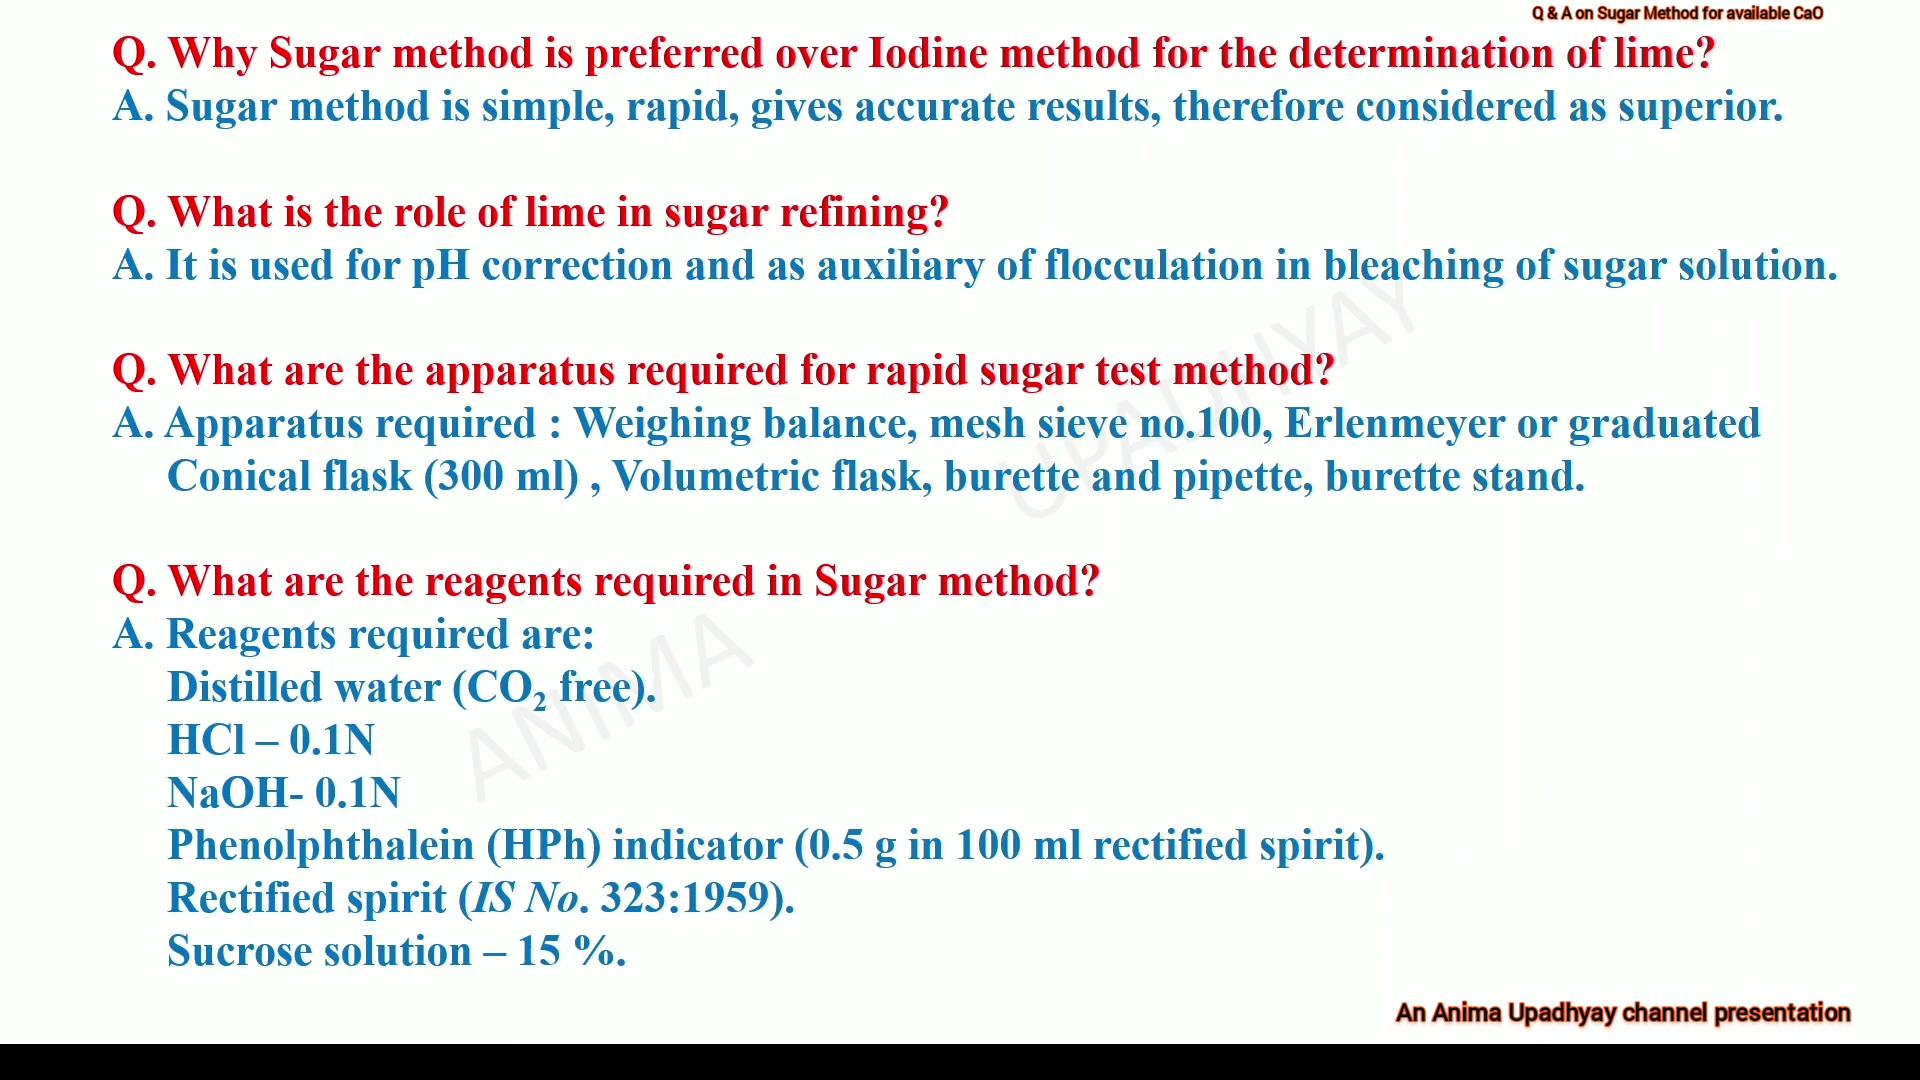 Q & A on Sugar Method for available CaO
Q. Why Sugar method is preferred over Iodine method for the determination of lime?
A. Sugar method is simple, rapid, gives accurate results, therefore considered as superior.
Q. What is the role of lime in sugar refining?
A. It is used for pH correction and as auxiliary of flocculation in bleaching of sugar solution.
Q. What are the apparatus required for rapid sugar test method?
A. Apparatus required : Weighing balance, mesh sieve no.100, Erlenmeyer or graduated
Conical flask (300 ml) , Volumetric flask, burette and pipette, burette stand.
Q. What are the reagents required in Sugar method?
A. Reagents required are:
Distilled water (CO₂ free).
HCl – 0.1N
NaOH- 0.1N
Phenolphthalein (HPh) indicator (0.5 g in 100 ml rectified spirit).
Rectified spirit (IS No. 323:1959).
Sucrose solution – 15 %.
ANIMA UPADHYAY
An Anima Upadhyay channel presentation